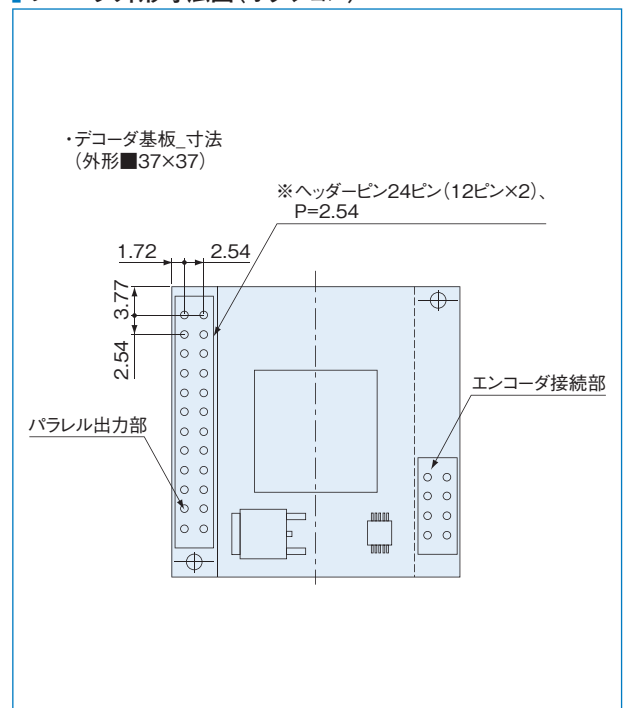 ・デコーダ基板_寸法
（外形■37×37）
※ヘッダーピン24ピン（12ピン×2）、
P=2.54
1.72
2.54
3.77
2.54
エンコーダ接続部
パラレル出力部